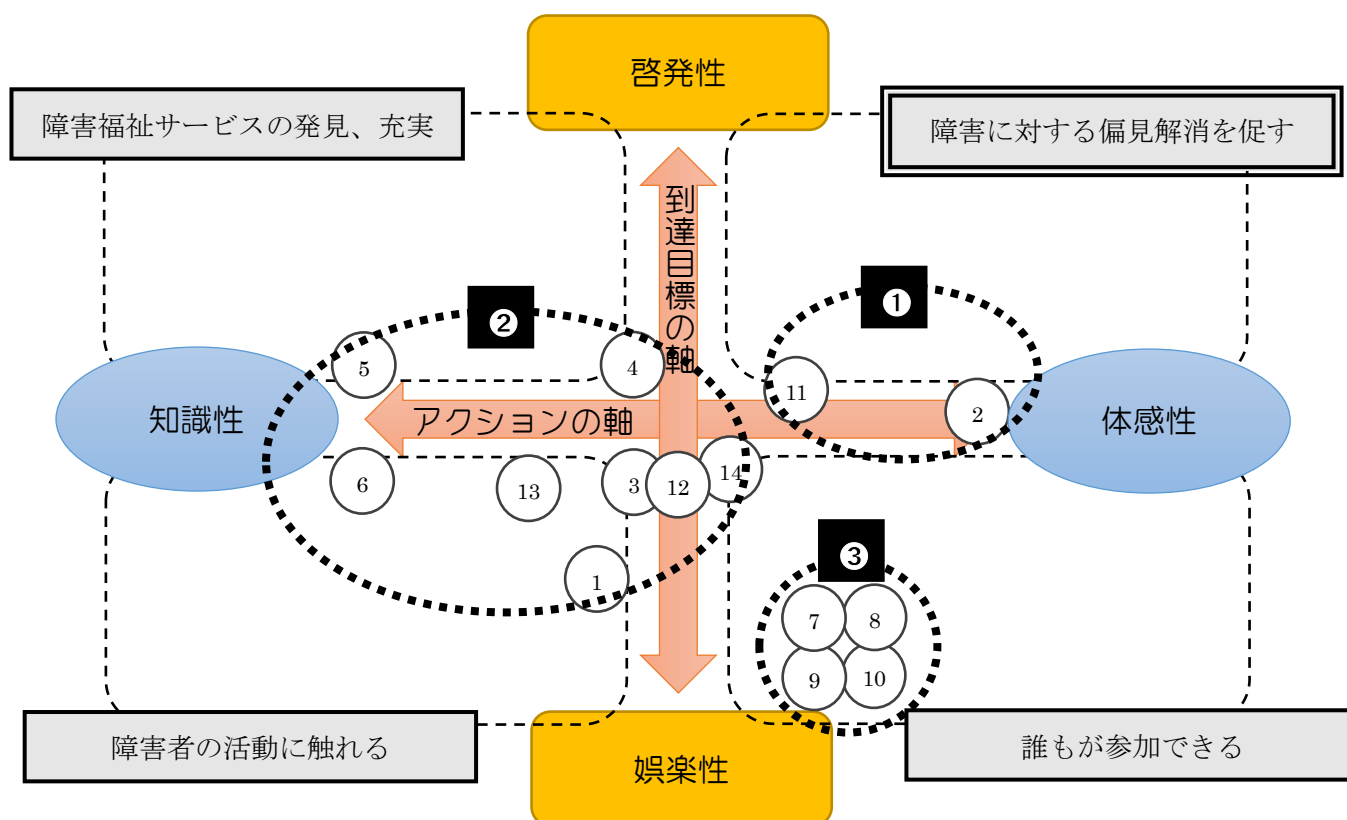 啓発性
障害福祉サービスの発見、充実
障害に対する偏見解消を促す
到達目標の軸
❶
❷
5
4
11
2
知識性
アクションの軸
体感性
6
13
3
12
14
❸
1
7
8
9
10
障害者の活動に触れる
娯楽性
誰もが参加できる